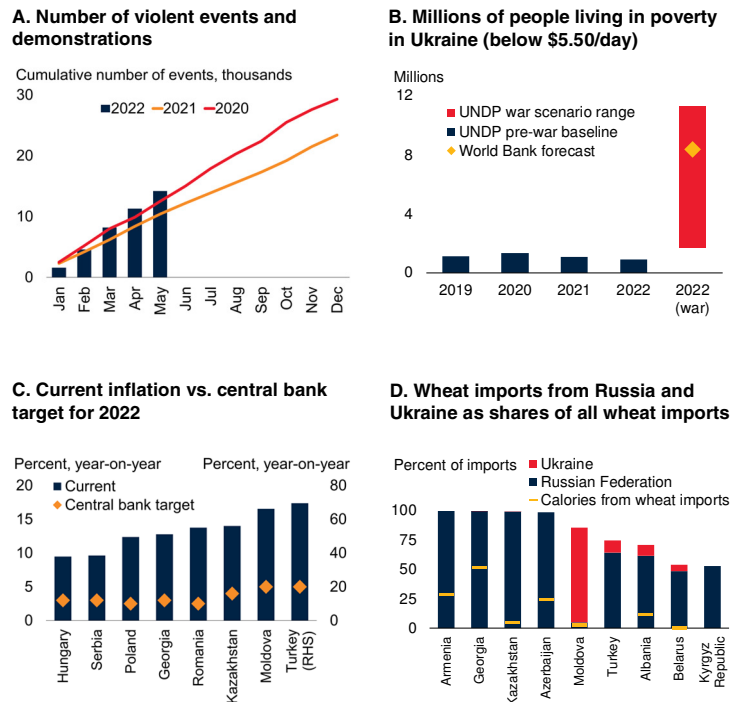 A. Number of violent events and
demonstrations
Cumulative number of events, thousands
30
2022 2021 2020
20
10
0
Jan Feb Mar Apr May Jun Jul Aug Sep Oct Nov Dec
B. Millions of people living in poverty
in Ukraine (below $5.50/day)
Millions
12
UNDP war scenario range
UNDP pre-war baseline
World Bank forecast
8
4
0
2019 2020 2021 2022 2022
(war)
C. Current inflation vs. central bank
target for 2022
Percent, year-on-year Percent, year-on-year
20 80
Current
Central bank target
15 60
10 40
5 20
0 0
Hungary Serbia Poland Georgia Romania Kazakhstan Moldova Turkey
(RHS)
D. Wheat imports from Russia and
Ukraine as shares of all wheat imports
Percent of imports
Ukraine
Russian Federation
Calories from wheat imports
100
75
50
25
0
Armenia Georgia Kazakhstan Azerbaijan Moldova Turkey Albania Belarus Kyrgyz
Republic